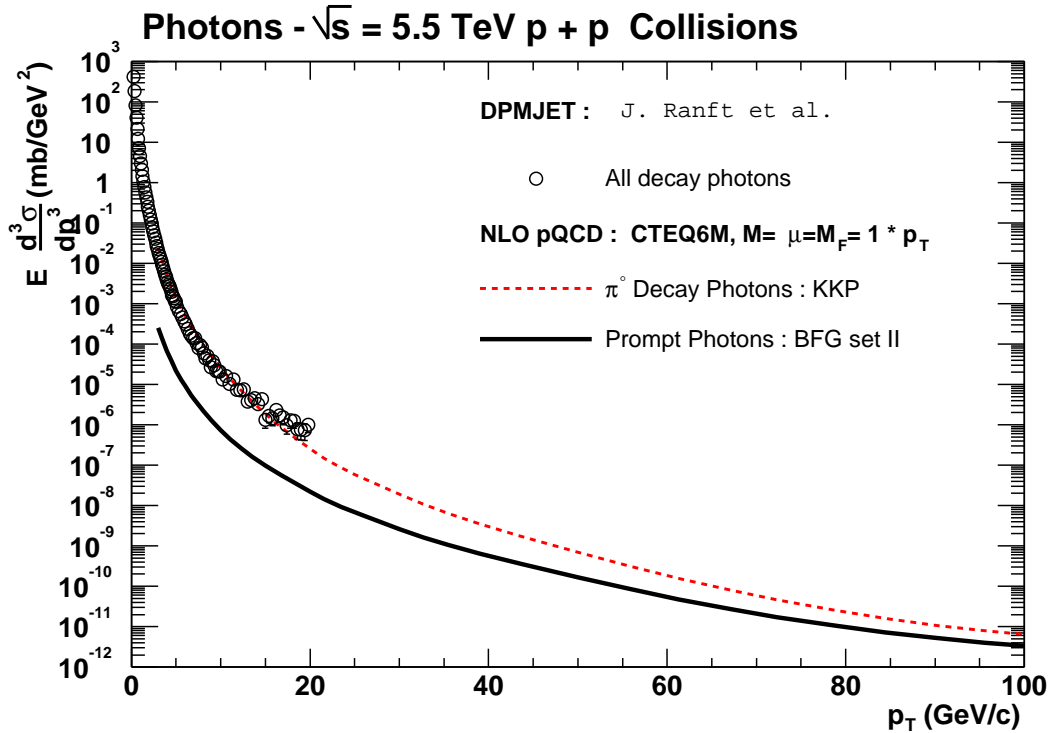 Photons - √s = 5.5 TeV p + p Collisions
E d³σ/dp³ (mb/GeV²)
10³
10²
10
1
10⁻¹
10⁻²
10⁻³
10⁻⁴
10⁻⁵
10⁻⁶
10⁻⁷
10⁻⁸
10⁻⁹
10⁻¹⁰
10⁻¹¹
10⁻¹²
DPMJET : J. Ranft et al.
All decay photons
NLO pQCD : CTEQ6M, M= μ=M_F= 1 * p_T
π° Decay Photons : KKP
Prompt Photons : BFG set II
0 20 40 60 80 100
p_T (GeV/c)